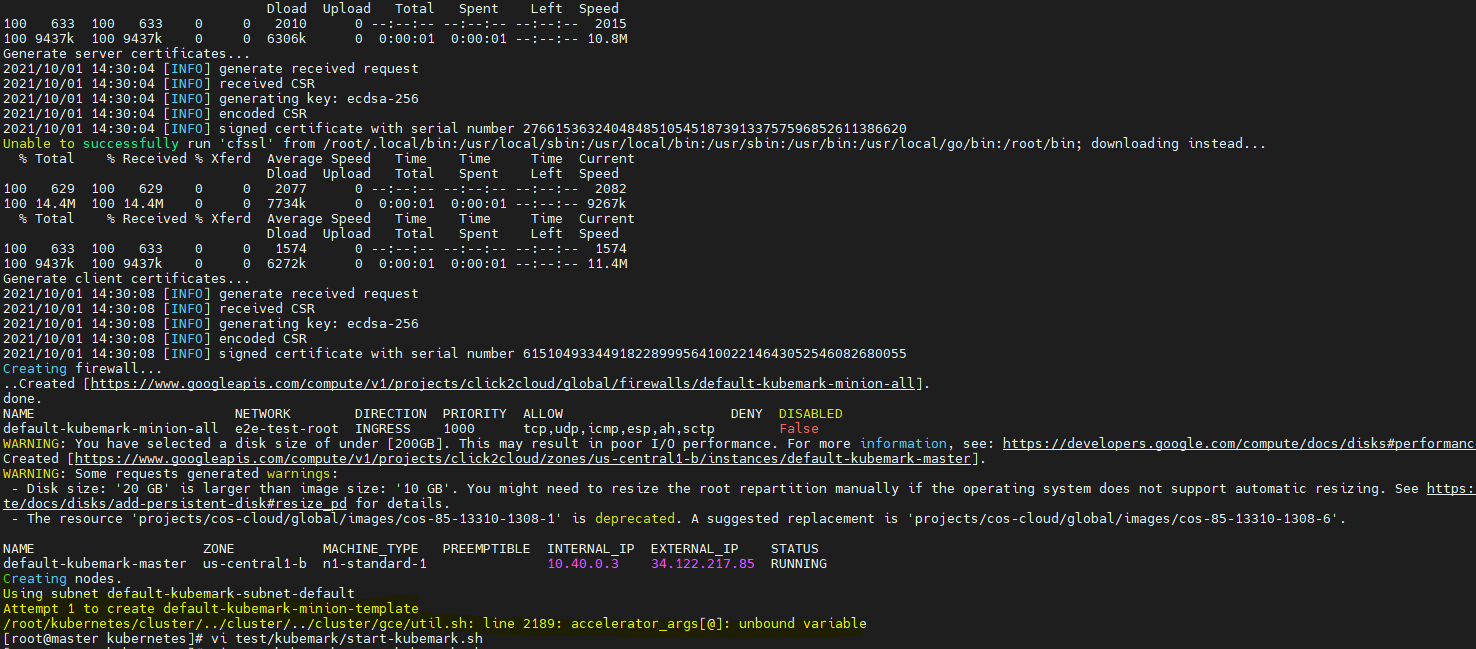 Dload  Upload   Total   Spent    Left  Speed
100   633  100   633    0     0   2010      0 --:--:-- --:--:-- --:--:--  2015
100 9437k  100 9437k    0     0  6306k      0  0:00:01  0:00:01 --:--:-- 10.8M
Generate server certificates...
2021/10/01 14:30:04 [INFO] generate received request
2021/10/01 14:30:04 [INFO] received CSR
2021/10/01 14:30:04 [INFO] generating key: ecdsa-256
2021/10/01 14:30:04 [INFO] encoded CSR
2021/10/01 14:30:04 [INFO] signed certificate with serial number 276615363240484851054518739133757596852611386620
Unable to successfully run 'cfssl' from /root/.local/bin:/usr/local/sbin:/usr/local/bin:/usr/sbin:/usr/bin:/usr/local/go/bin:/root/bin; downloading instead...
  % Total    % Received % Xferd  Average Speed   Time    Time     Time  Current
                                 Dload  Upload   Total   Spent    Left  Speed
100   629  100   629    0     0   2077      0 --:--:-- --:--:-- --:--:--  2082
100 14.4M  100 14.4M    0     0  7734k      0  0:00:01  0:00:01 --:--:-- 9267k
  % Total    % Received % Xferd  Average Speed   Time    Time     Time  Current
                                 Dload  Upload   Total   Spent    Left  Speed
100   633  100   633    0     0   1574      0 --:--:-- --:--:-- --:--:--  1574
100 9437k  100 9437k    0     0  6272k      0  0:00:01  0:00:01 --:--:-- 11.4M
Generate client certificates...
2021/10/01 14:30:08 [INFO] generate received request
2021/10/01 14:30:08 [INFO] received CSR
2021/10/01 14:30:08 [INFO] generating key: ecdsa-256
2021/10/01 14:30:08 [INFO] encoded CSR
2021/10/01 14:30:08 [INFO] signed certificate with serial number 615104933449182289995641002214643052546082680055
Creating firewall...
..Created [https://www.googleapis.com/compute/v1/projects/click2cloud/global/firewalls/default-kubemark-minion-all].
done.
NAME                         NETWORK        DIRECTION  PRIORITY  ALLOW                     DENY  DISABLED
default-kubemark-minion-all  e2e-test-root  INGRESS    1000      tcp,udp,icmp,esp,ah,sctp        False
WARNING: You have selected a disk size of under [200GB]. This may result in poor I/O performance. For more information, see: https://developers.google.com/compute/docs/disks#performanc
Created [https://www.googleapis.com/compute/v1/projects/click2cloud/zones/us-central1-b/instances/default-kubemark-master].
WARNING: Some requests generated warnings:
 - Disk size: '20 GB' is larger than image size: '10 GB'. You might need to resize the root repartition manually if the operating system does not support automatic resizing. See https:
te/docs/disks/add-persistent-disk#resize_pd for details.
 - The resource 'projects/cos-cloud/global/images/cos-85-13310-1308-1' is deprecated. A suggested replacement is 'projects/cos-cloud/global/images/cos-85-13310-1308-6'.
NAME                     ZONE           MACHINE_TYPE   PREEMPTIBLE  INTERNAL_IP  EXTERNAL_IP    STATUS
default-kubemark-master  us-central1-b  n1-standard-1               10.40.0.3    34.122.217.85  RUNNING
Creating nodes.
Using subnet default-kubemark-subnet-default
Attempt 1 to create default-kubemark-minion-template
/root/kubernetes/cluster/../cluster/../cluster/gce/util.sh: line 2189: accelerator_args[@]: unbound variable
[root@master kubernetes]# vi test/kubemark/start-kubemark.sh